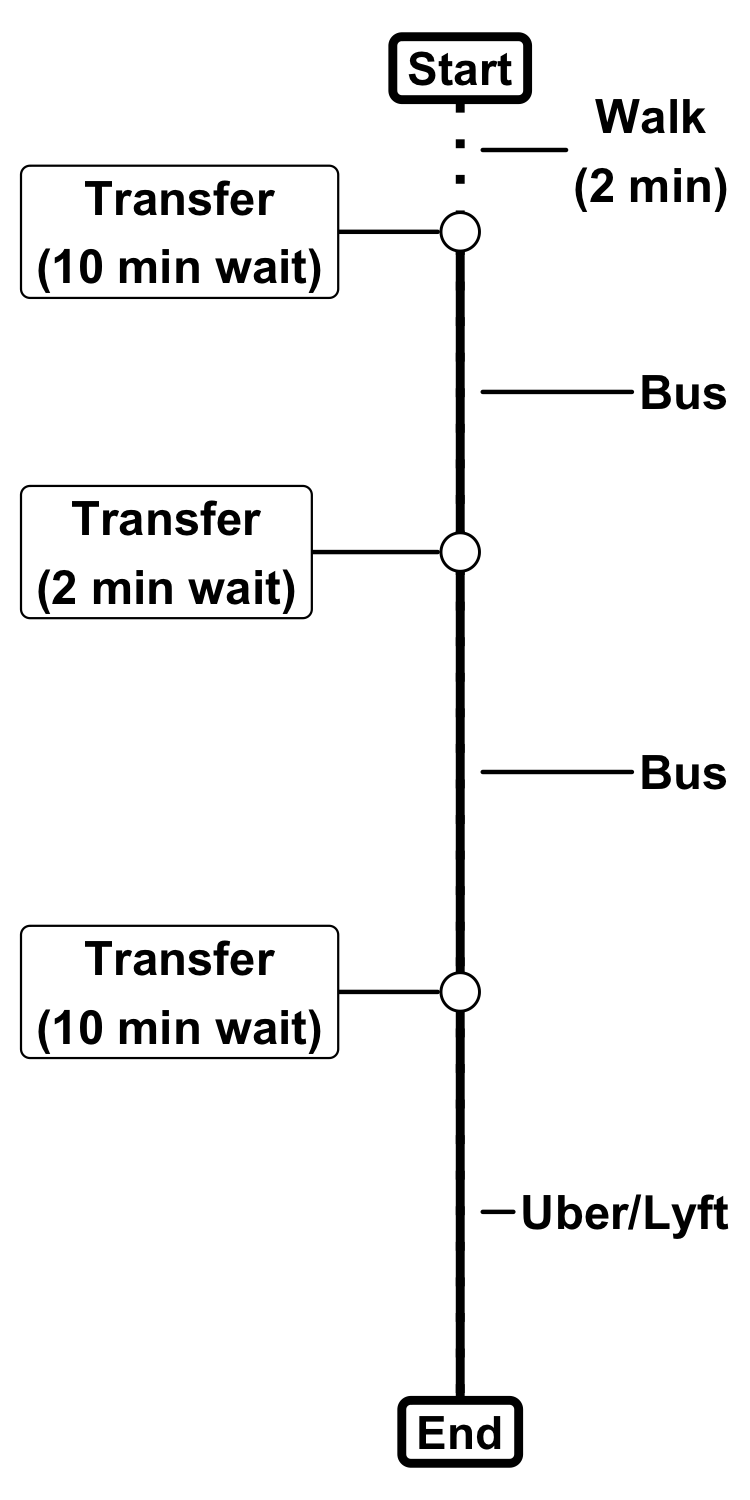 Start
Walk
(2 min)
Transfer
(10 min wait)
Bus
Transfer
(2 min wait)
Bus
Transfer
(10 min wait)
Uber/Lyft
End